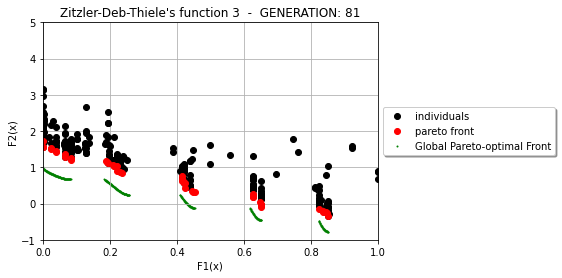 Zitzler-Deb-Thiele's function 3 - GENERATION: 81
5
4
3
2
1
0
−1
F2(x)
0.0 0.2 0.4 0.6 0.8 1.0
F1(x)
individuals
pareto front
Global Pareto-optimal Front